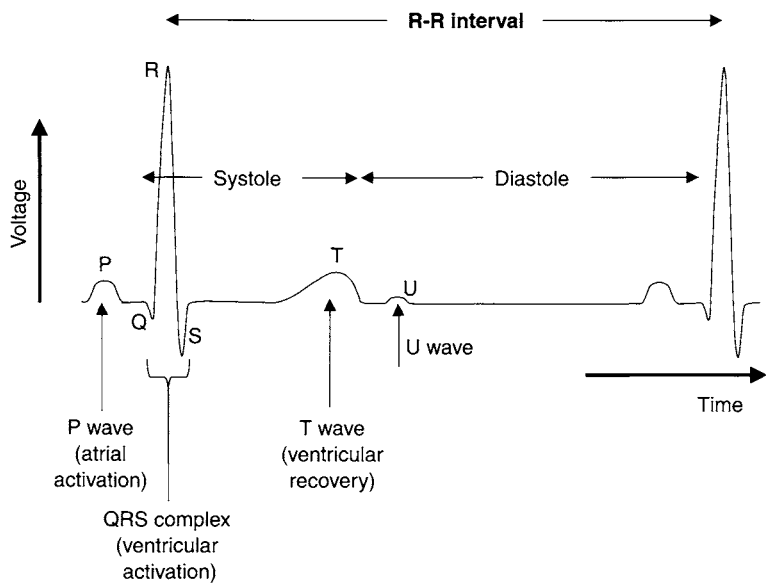 R-R interval
R
Voltage
Systole
Diastole
P
T
U
Q
S
U wave
Time
P wave
(atrial
activation)
T wave
(ventricular
recovery)
QRS complex
(ventricular
activation)